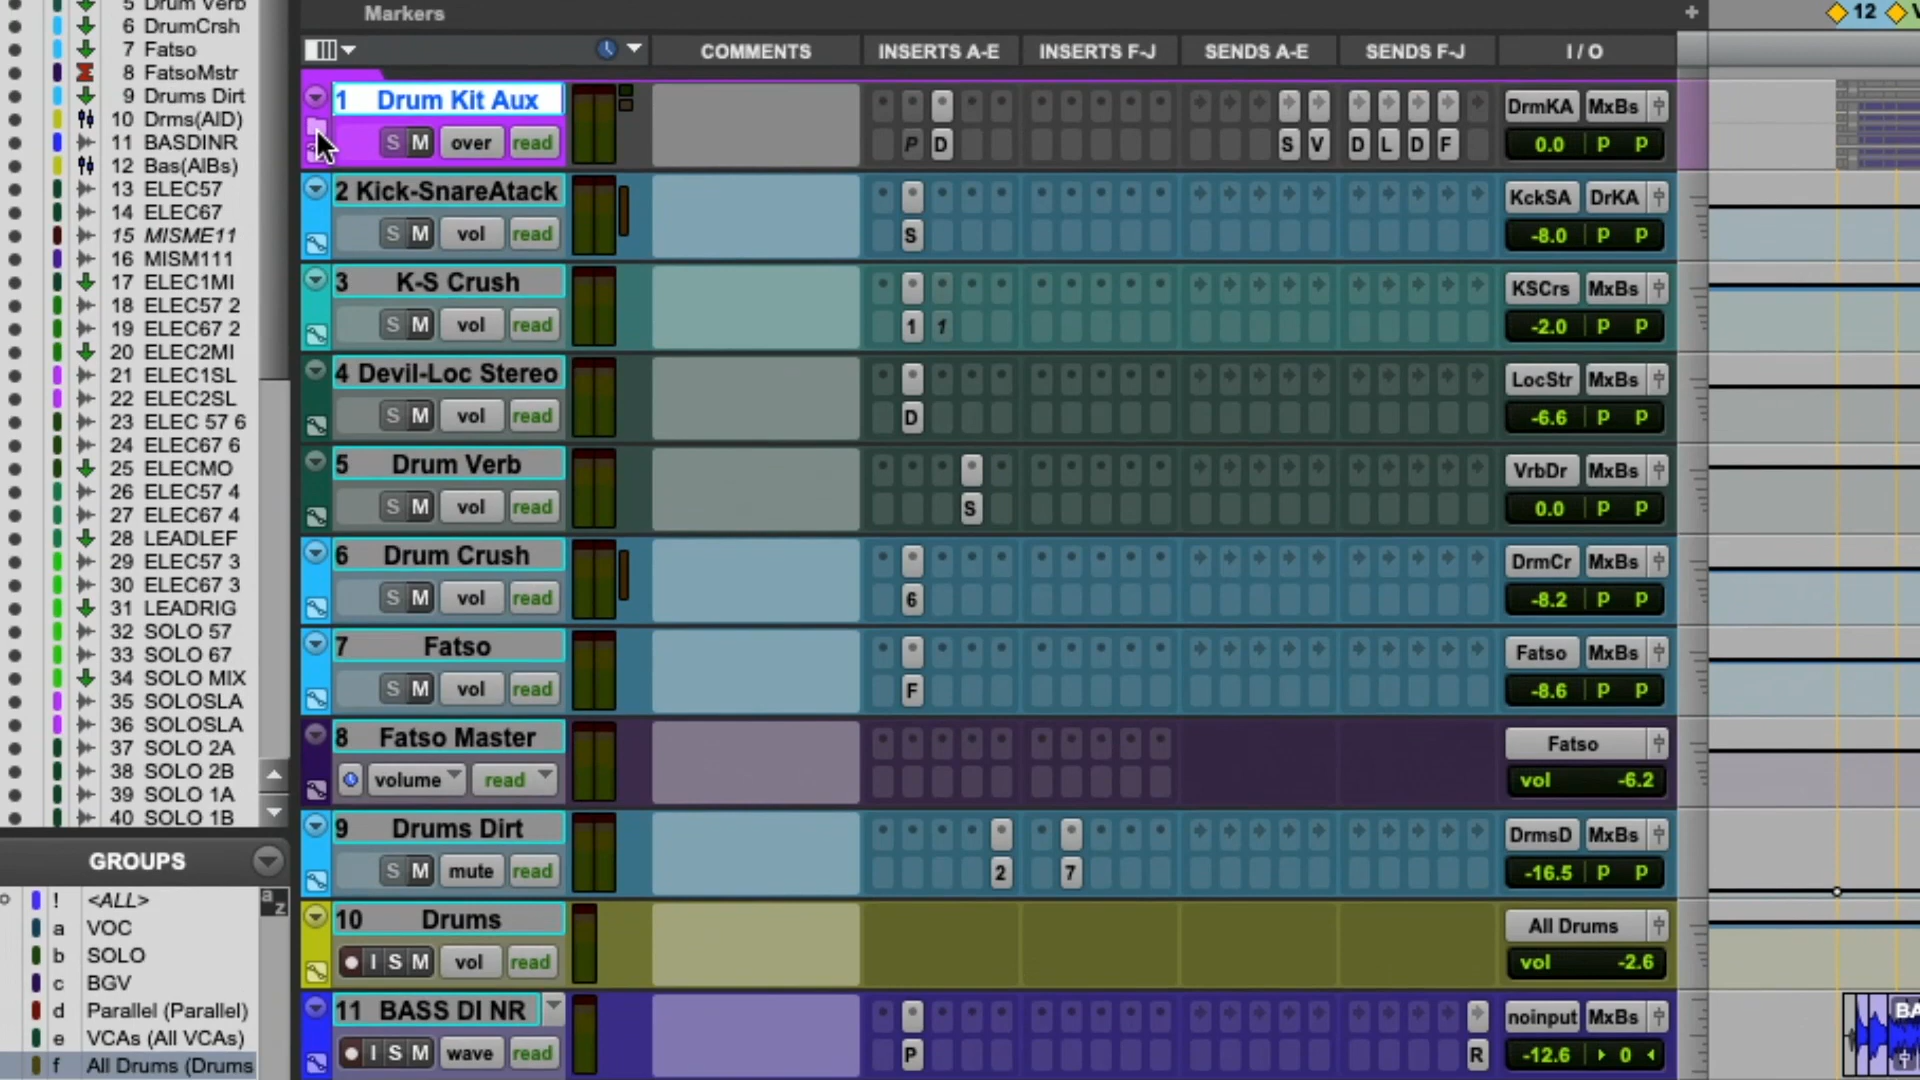 5 Drum Verb
6 DrumCrsh
7 Fatso
8 FatsoMstr
9 Drums Dirt
10 Drms(AID)
11 BASDINR
12 Bas(AlBs)
13 ELEC57
14 ELEC67
15 MISME11
16 MISM111
17 ELEC1MI
18 ELEC57 2
19 ELEC67 2
20 ELEC2MI
21 ELEC1SL
22 ELEC2SL
23 ELEC 57 6
24 ELEC67 6
25 ELECMO
26 ELEC57 4
27 ELEC67 4
28 LEADLEF
29 ELEC57 3
30 ELEC67 3
31 LEADRIG
32 SOLO 57
33 SOLO 67
34 SOLO MIX
35 SOLOSLA
36 SOLOSLA
37 SOLO 2A
38 SOLO 2B
39 SOLO 1A
40 SOLO 1B
GROUPS
! <ALL>
a VOC
b SOLO
c BGV
d Parallel (Parallel)
e VCAs (All VCAs)
f All Drums (Drums
a z
Markers + 12
COMMENTS INSERTS A-E INSERTS F-J SENDS A-E SENDS F-J I / O
1 Drum Kit Aux DrmKA MxBs
S M over read P D S V D L D F 0.0 P P
2 Kick-SnareAtack KckSA DrKA
S M vol read S -8.0 P P
3 K-S Crush KSCrs MxBs
S M vol read 1 1 -2.0 P P
4 Devil-Loc Stereo LocStr MxBs
S M vol read D -6.6 P P
5 Drum Verb VrbDr MxBs
S M vol read S 0.0 P P
6 Drum Crush DrmCr MxBs
S M vol read 6 -8.2 P P
7 Fatso Fatso MxBs
S M vol read F -8.6 P P
8 Fatso Master Fatso
volume read vol -6.2
9 Drums Dirt DrmsD MxBs
S M mute read 2 7 -16.5 P P
10 Drums All Drums
I S M vol read vol -2.6
11 BASS DI NR noinput MxBs
I S M wave read P R -12.6 0
BA